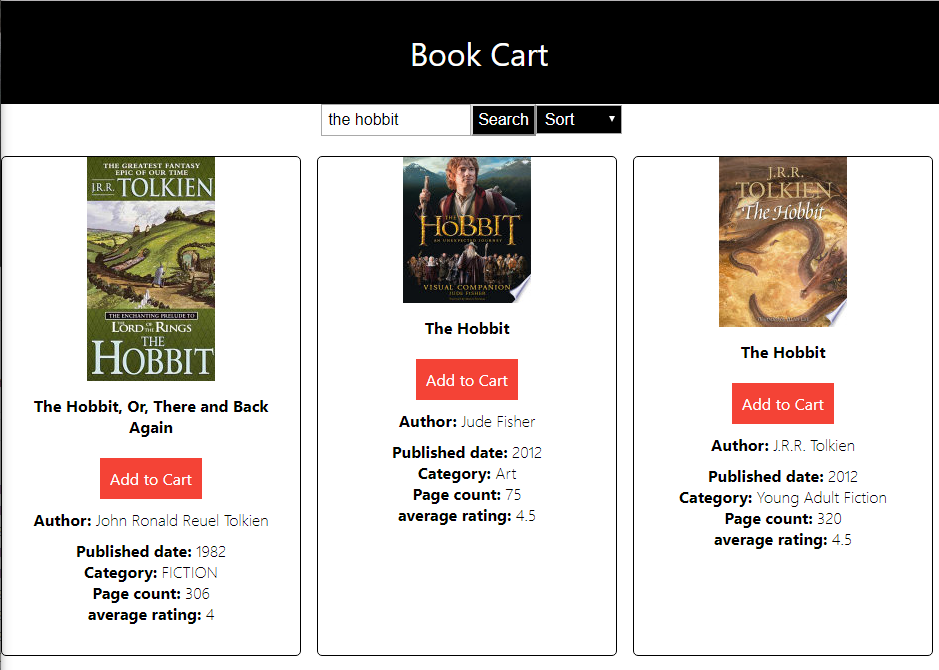 Book Cart
the hobbit
Search
Sort
THE GREATEST FANTASY
EPIC OF OUR TIME
J.R.R. TOLKIEN
THE ENCHANTING PRELUDE TO
THE LORD OF THE RINGS
THE
HOBBIT
The Hobbit, Or, There and Back
Again
Add to Cart
Author: John Ronald Reuel Tolkien
Published date: 1982
Category: FICTION
Page count: 306
average rating: 4
THE
HOBBIT
AN UNEXPECTED JOURNEY
VISUAL COMPANION
JUDE FISHER
The Hobbit
Add to Cart
Author: Jude Fisher
Published date: 2012
Category: Art
Page count: 75
average rating: 4.5
J.R.R.
TOLKIEN
The Hobbit
The Hobbit
Add to Cart
Author: J.R.R. Tolkien
Published date: 2012
Category: Young Adult Fiction
Page count: 320
average rating: 4.5